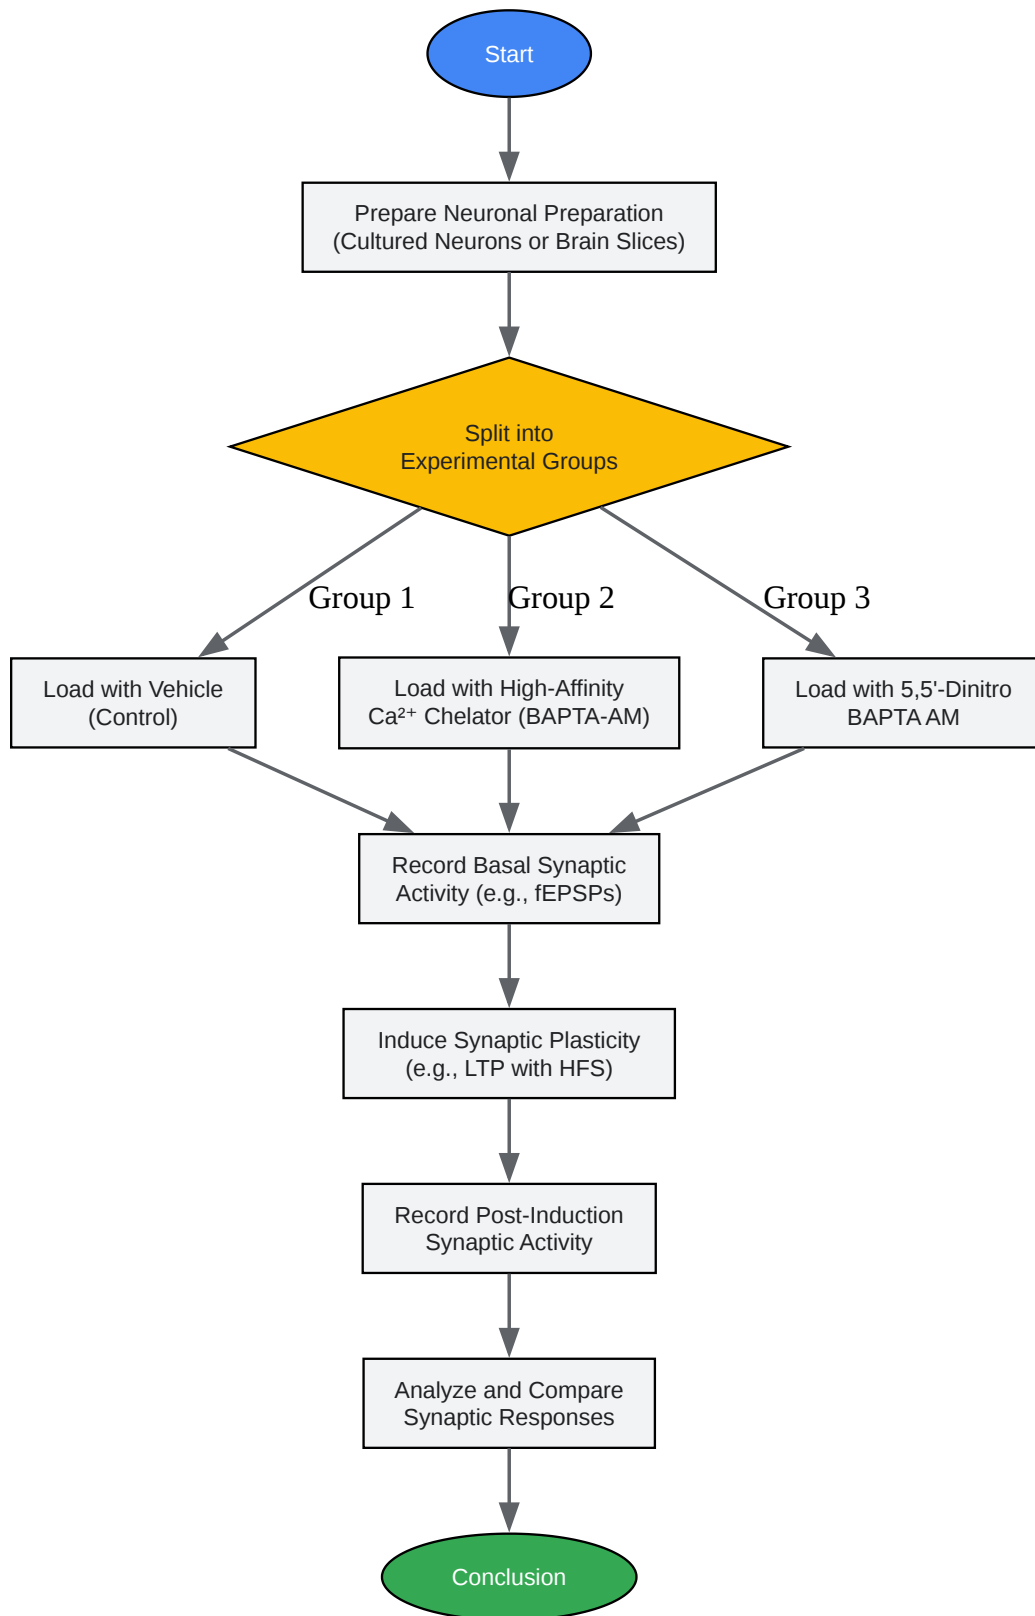 Start
Prepare Neuronal Preparation
(Cultured Neurons or Brain Slices)
Split into
Experimental Groups
Group 1
Group 2
Group 3
Load with Vehicle
(Control)
Load with High-Affinity
Ca²⁺ Chelator (BAPTA-AM)
Load with 5,5'-Dinitro
BAPTA AM
Record Basal Synaptic
Activity (e.g., fEPSPs)
Induce Synaptic Plasticity
(e.g., LTP with HFS)
Record Post-Induction
Synaptic Activity
Analyze and Compare
Synaptic Responses
Conclusion